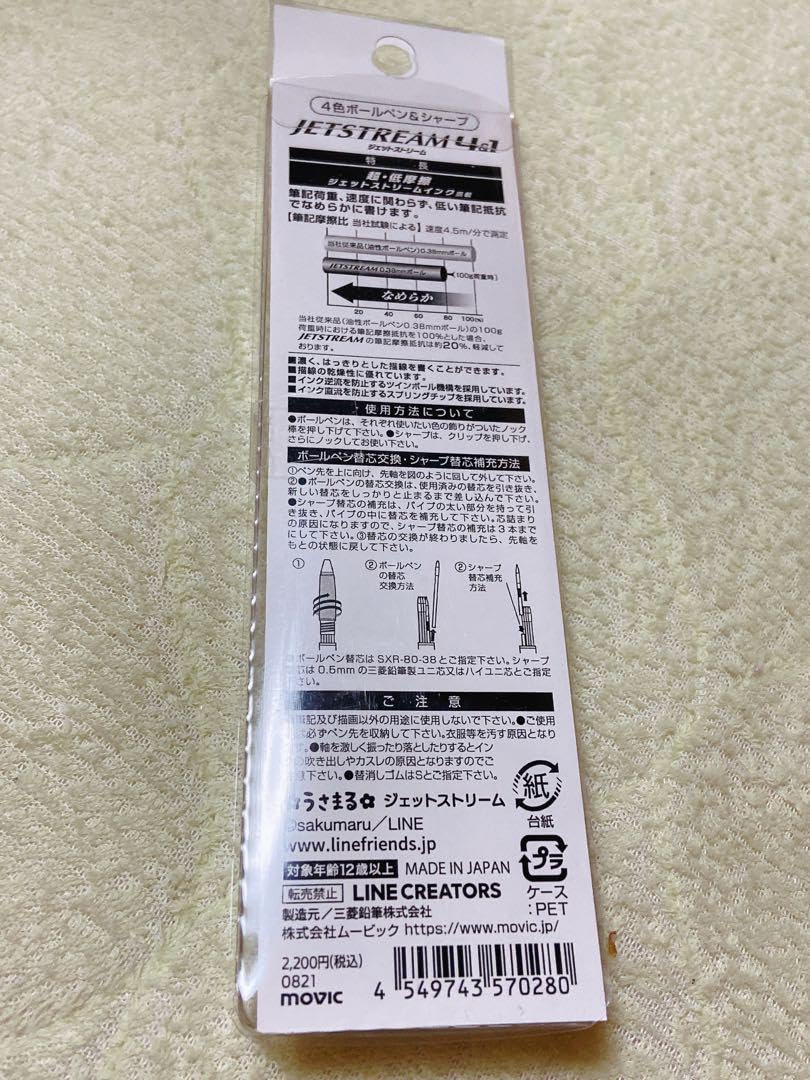 4色ボールペン&シャープ
JETSTREAM 4&1
ジェットストリーム
特長
超・低摩擦
ジェットストリームインク搭載
筆記荷重、速度に関わらず、低い筆記抵抗
でなめらかに書けます。
【筆記摩擦比 当社試験による】速度4.5m/分で測定
当社従来品(油性ボールペン)0.38mmボール
JETSTREAM 0.38mmボール
(100g荷重時)
なめらか
20 40 60 80 100(%)
当社従来品(油性ボールペン0.38mmボール)の100g
荷重時における筆記摩擦抵抗を100%とした場合、
JETSTREAMの筆記摩擦抵抗は約20%、軽減して
おります。
■濃く、はっきりとした描線を書くことができます。
■描線の乾燥性に優れています。
■インク逆流を防止するツインボール機構を採用しています。
■インク直流を防止するスプリングチップを採用しています。
使用方法について
●ボールペンは、それぞれ使いたい色の飾りがついたノック
棒を押し下げて下さい。●シャープは、クリップを押し下げ、
さらにノックしてお使い下さい。
ボールペン替芯交換・シャープ替芯補充方法
①ペン先を上に向け、先軸を図のように回して外して下さい。
②●ボールペンの替芯交換は、使用済みの替芯を引き抜き、
新しい替芯をしっかりと止まるまで差し込んで下さい。
●シャープ替芯の補充は、パイプの太い部分を持って引
き抜き、パイプの中に替芯を補充して下さい。芯詰まり
の原因になりますので、シャープ替芯の補充は3本まで
にして下さい。③替芯の交換が終わりましたら、先軸を
もとの状態に戻して下さい。
①
②ボールペン
の替芯
交換方法
②シャープ
替芯補充
方法
ボールペン替芯はSXR-80-38とご指定下さい。シャープ
芯は0.5mmの三菱鉛筆製ユニ芯又はハイユニ芯とご指定
さい。
ご注意
筆記及び描画以外の用途に使用しないで下さい。●ご使用
は必ずペン先を収納して下さい。衣服等を汚す原因となり
す。●軸を激しく振ったり落としたりするとイン
の吹き出しやカスレの原因となりますのでご
意下さい。●替消しゴムはSとご指定下さい。
うさまる ジェットストリーム
©sakumaru/LINE
www.linefriends.jp/
対象年齢12歳以上 MADE IN JAPAN
転売禁止 LINE CREATORS
製造元/三菱鉛筆株式会社
株式会社ムービック https://www.movic.jp/
紙
台紙
プラ
ケース
:PET
2,200円(税込)
0821
movic
4 549743 570280